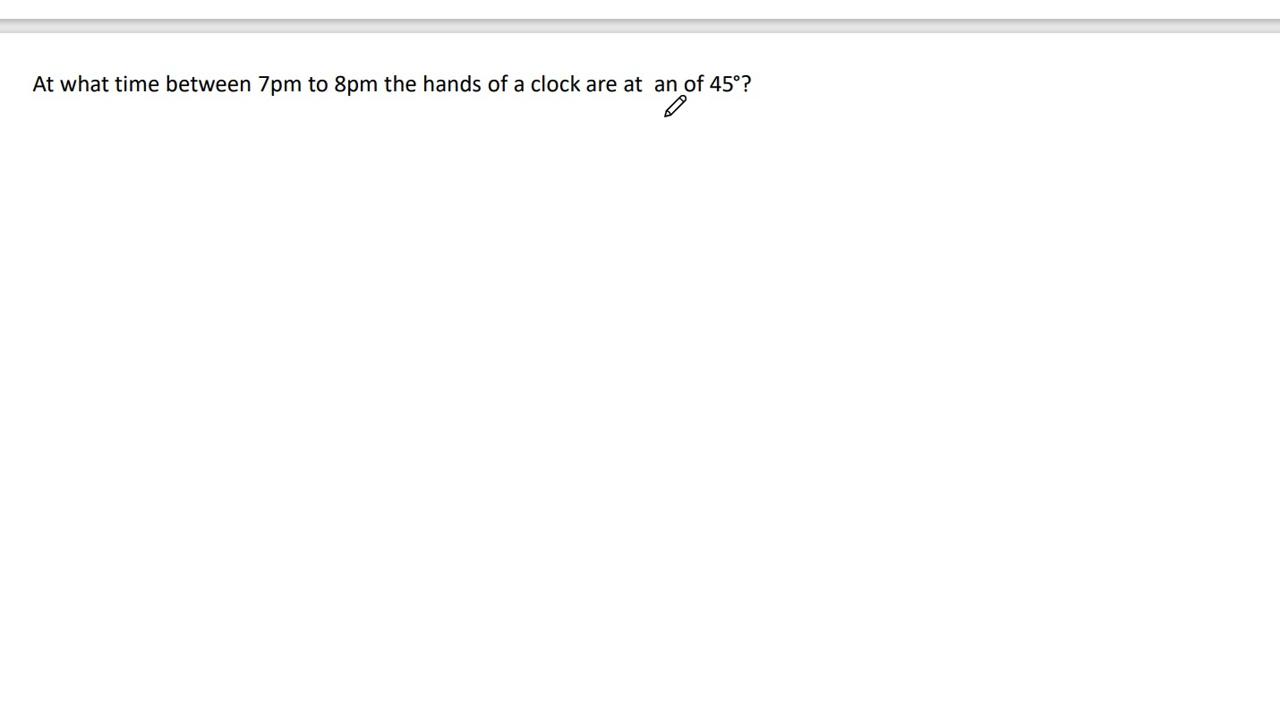 At what time between 7pm to 8pm the hands of a clock are at  an of 45°?